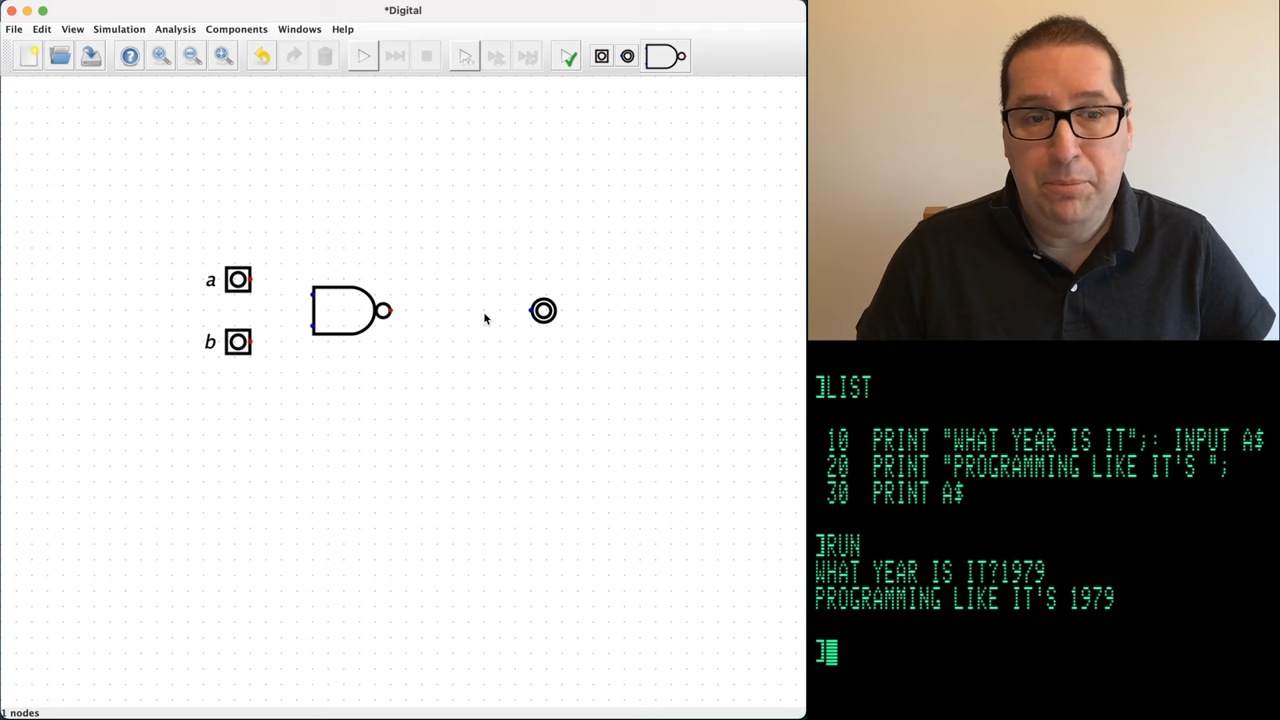 *Digital
File Edit View Simulation Analysis Components Windows Help
a
b
1 nodes
]LIST
10 PRINT "WHAT YEAR IS IT";: INPUT A$
20 PRINT "PROGRAMMING LIKE IT'S ";
30 PRINT A$
]RUN
WHAT YEAR IS IT?1979
PROGRAMMING LIKE IT'S 1979
]